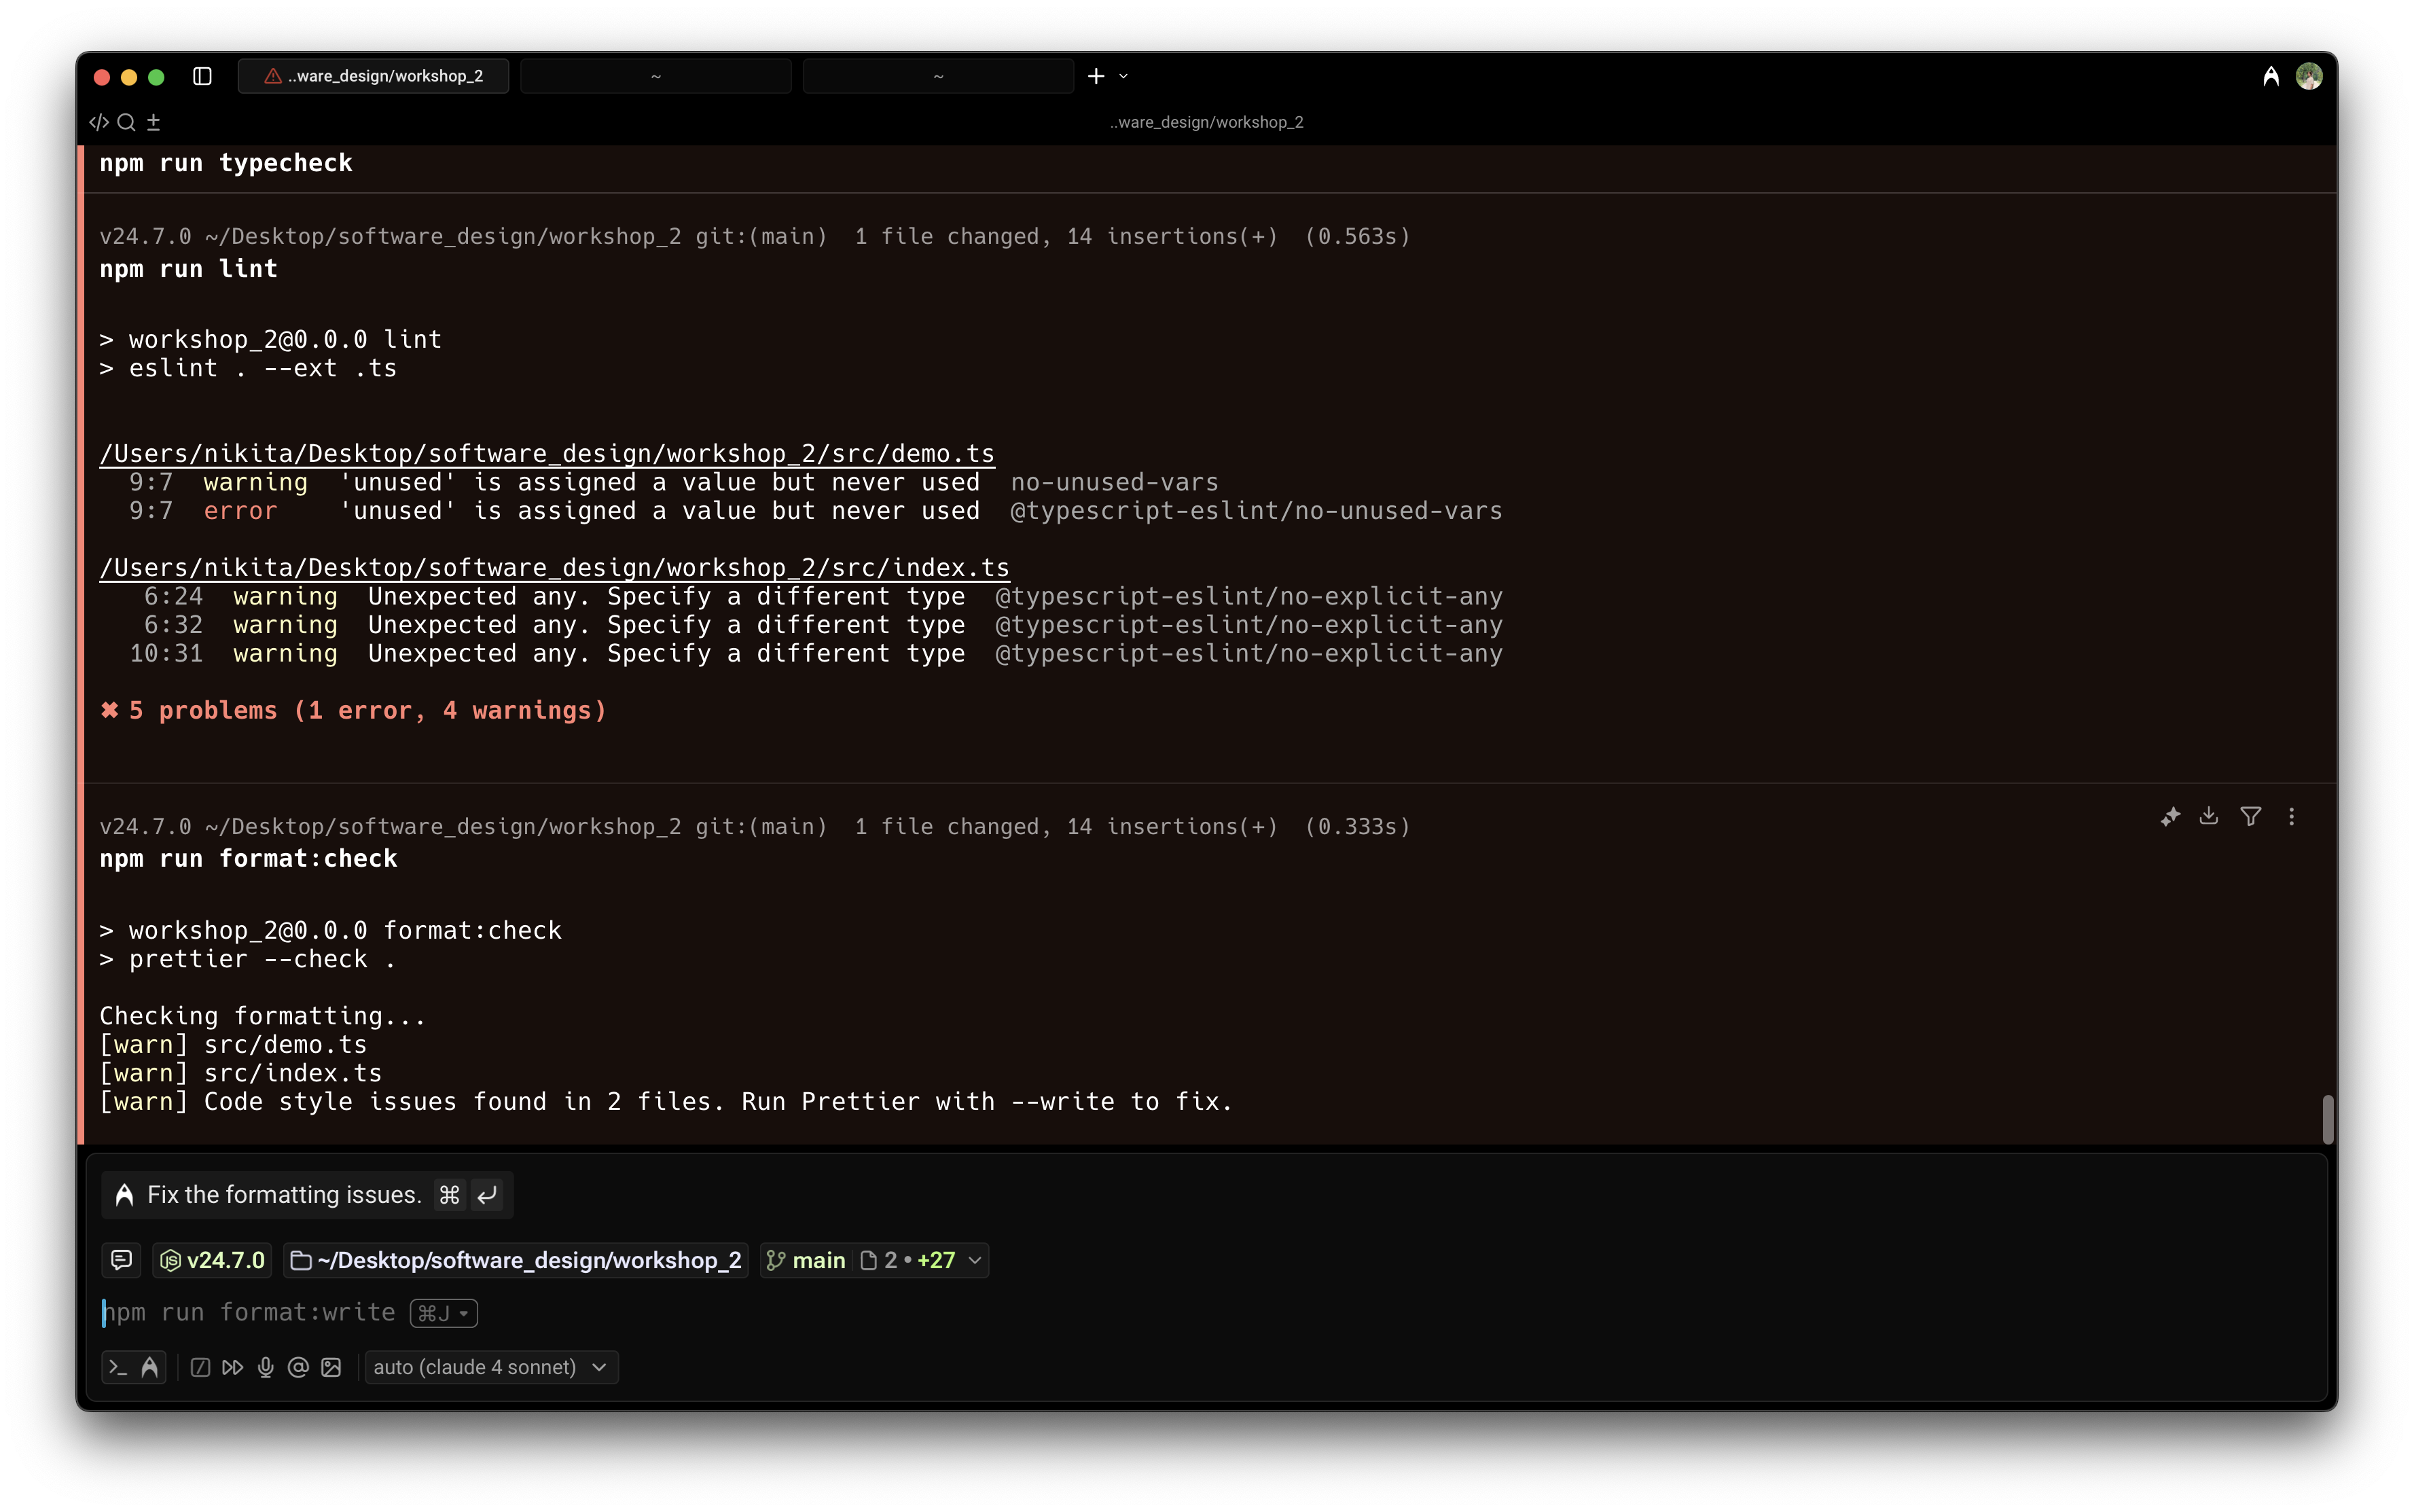 ..ware_design/workshop_2
~
~
..ware_design/workshop_2
npm run typecheck
v24.7.0 ~/Desktop/software_design/workshop_2 git:(main)  1 file changed, 14 insertions(+)  (0.563s)
npm run lint
> workshop_2@0.0.0 lint
> eslint . --ext .ts
/Users/nikita/Desktop/software_design/workshop_2/src/demo.ts
9:7  warning  'unused' is assigned a value but never used  no-unused-vars
9:7  error    'unused' is assigned a value but never used  @typescript-eslint/no-unused-vars
/Users/nikita/Desktop/software_design/workshop_2/src/index.ts
6:24  warning  Unexpected any. Specify a different type  @typescript-eslint/no-explicit-any
6:32  warning  Unexpected any. Specify a different type  @typescript-eslint/no-explicit-any
10:31  warning  Unexpected any. Specify a different type  @typescript-eslint/no-explicit-any
✖ 5 problems (1 error, 4 warnings)
v24.7.0 ~/Desktop/software_design/workshop_2 git:(main)  1 file changed, 14 insertions(+)  (0.333s)
npm run format:check
> workshop_2@0.0.0 format:check
> prettier --check .
Checking formatting...
[warn] src/demo.ts
[warn] src/index.ts
[warn] Code style issues found in 2 files. Run Prettier with --write to fix.
Fix the formatting issues. ⌘ ↵
v24.7.0 ~/Desktop/software_design/workshop_2 main 2 • +27
npm run format:write ⌘J
auto (claude 4 sonnet)